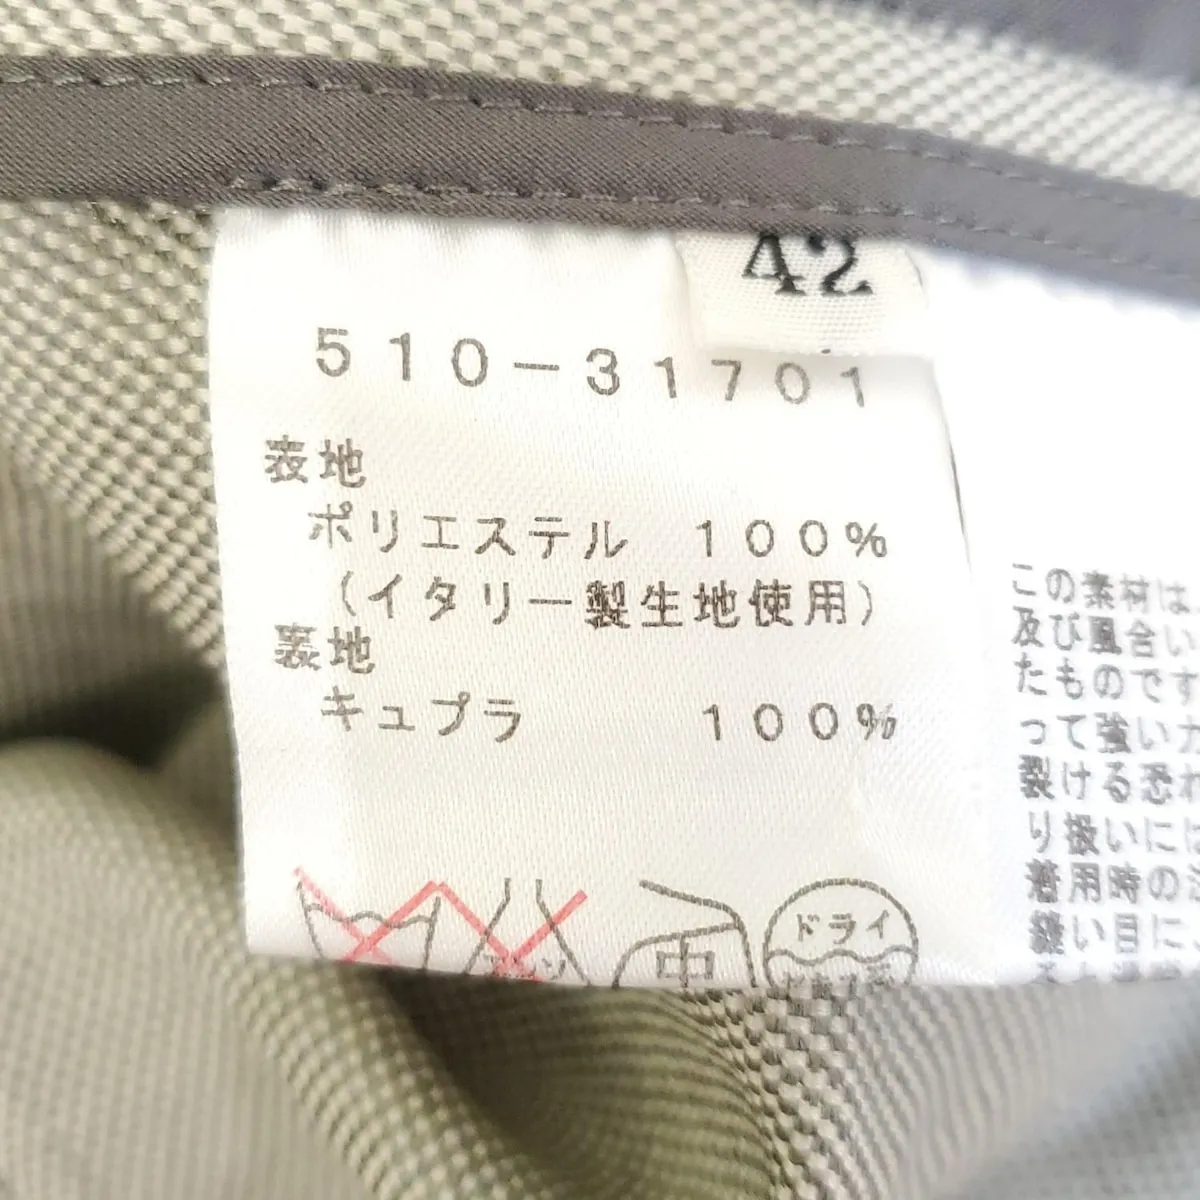 42
510-31701
表地
ポリエステル 100%
(イタリー製生地使用)
裏地
キュプラ 100%
中
ドライ
この素材は
及び風合い
たものです
って強い力
裂ける恐れ
り扱いには
着用時の
縫い目に